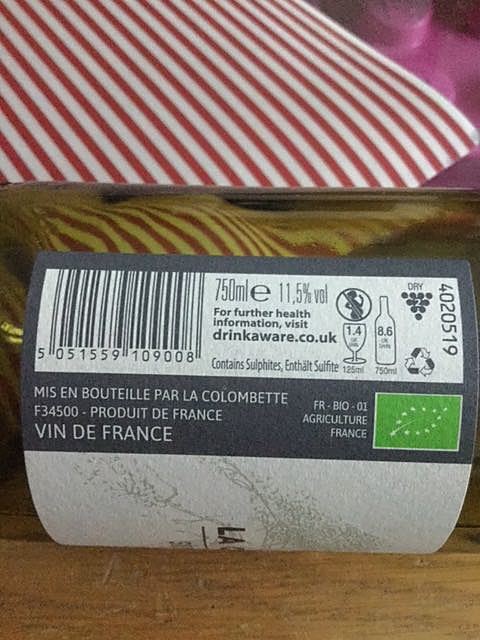 750ml e 11,5% vol
For further health
information, visit
drinkaware.co.uk
Contains Sulphites, Enthält Sulfite
1.4
UK
Units
125ml
8.6
UK
Units
750ml
DRY
4020519
5 051559 109008
MIS EN BOUTEILLE PAR LA COLOMBETTE
F34500 - PRODUIT DE FRANCE
VIN DE FRANCE
FR - BIO - 01
AGRICULTURE
FRANCE
LA